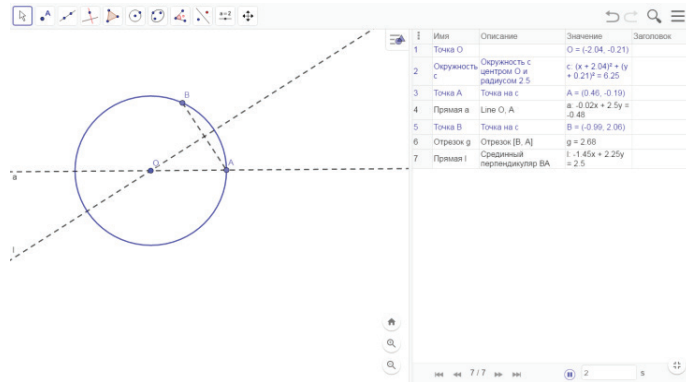 Имя Описание Значение Заголовок
1 Точка O O = (-2.04, -0.21)
2 Окружность c Окружность с центром O и радиусом 2.5 c: (x + 2.04)² + (y + 0.21)² = 6.25
3 Точка A Точка на c A = (0.46, -0.19)
4 Прямая a Line O, A a: -0.02x + 2.5y = -0.48
5 Точка B Точка на c B = (-0.99, 2.06)
6 Отрезок g Отрезок [B, A] g = 2.68
7 Прямая l Срединный перпендикуляр BA l: -1.45x + 2.25y = 2.5
B
O
A
a
l
7 / 7
2 s